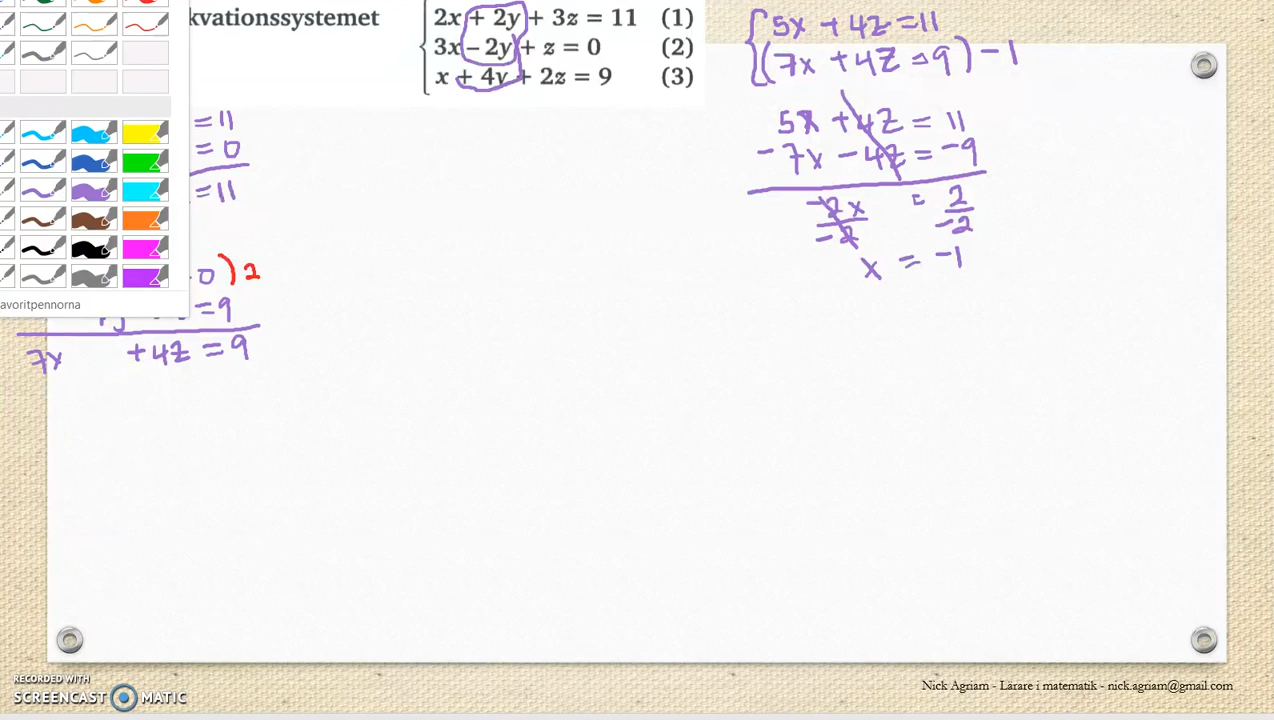 kvationssystemet
2x + 2y + 3z = 11 (1)
3x − 2y + z = 0 (2)
x + 4y + 2z = 9 (3)
= 11
= 0
= 11
0 ) 2
= 9
7x +4z = 9
avoritpennorna
5x + 4z = 11
(7x + 4z = 9) -1
5x + 4z = 11
-7x - 4z = -9
-2x = 2
-2 -2
x = -1
RECORDED WITH
SCREENCAST MATIC
Nick Agriam - Lärare i matematik - nick.agriam@gmail.com